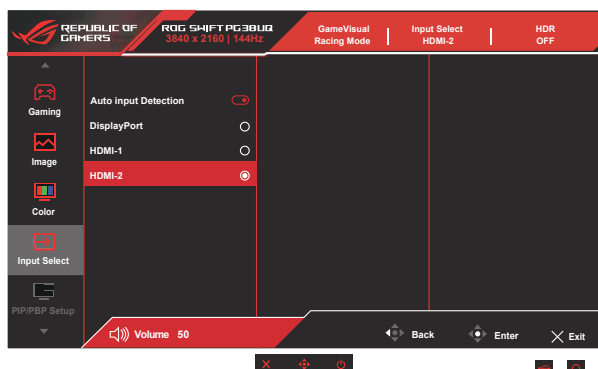 REPUBLIC OF
GAMERS
ROG SWIFT PG38UQ
3840 x 2160 | 144Hz
GameVisual
Racing Mode
Input Select
HDMI-2
HDR
OFF
Gaming
Image
Color
Input Select
PIP/PBP Setup
Auto input Detection
DisplayPort
HDMI-1
HDMI-2
Volume 50
Back
Enter
Exit